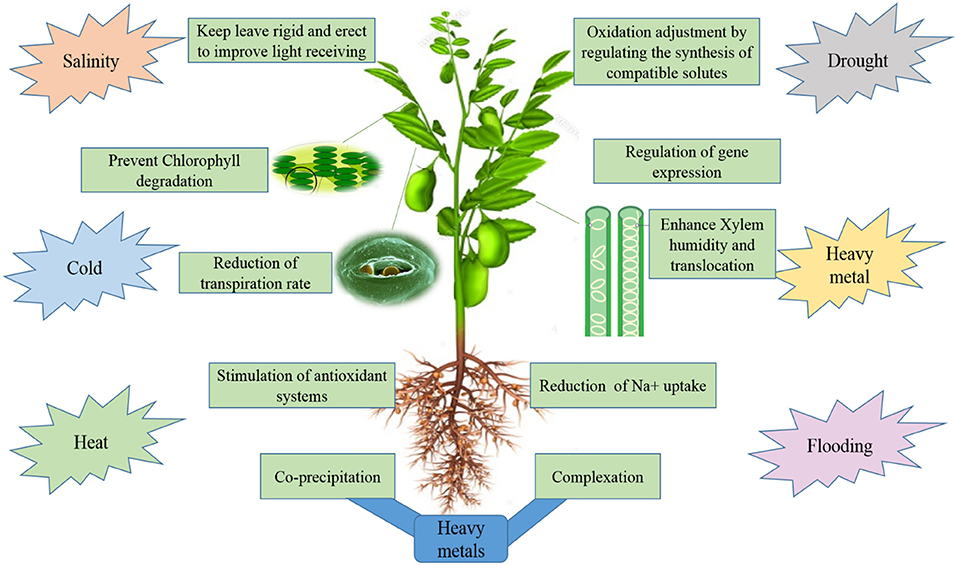 Salinity
Keep leave rigid and erect
to improve light receiving
Oxidation adjustment by
regulating the synthesis of
compatible solutes
Drought
Prevent Chlorophyll
degradation
Regulation of gene
expression
Cold
Reduction of
transpiration rate
Enhance Xylem
humidity and
translocation
Heavy
metal
Stimulation of antioxidant
systems
Reduction of Na+ uptake
Heat
Flooding
Co-precipitation
Complexation
Heavy
metals